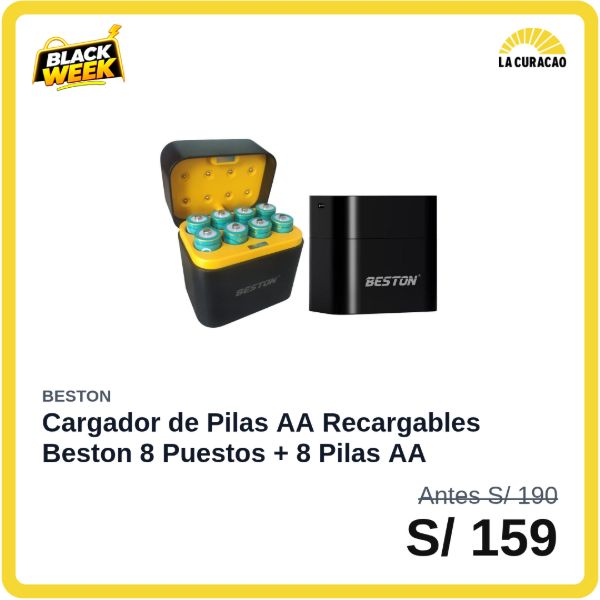 BLACK
WEEK
LA CURACAO
BESTON
BESTON
BESTON
Cargador de Pilas AA Recargables
Beston 8 Puestos + 8 Pilas AA
Antes S/ 190
S/ 159